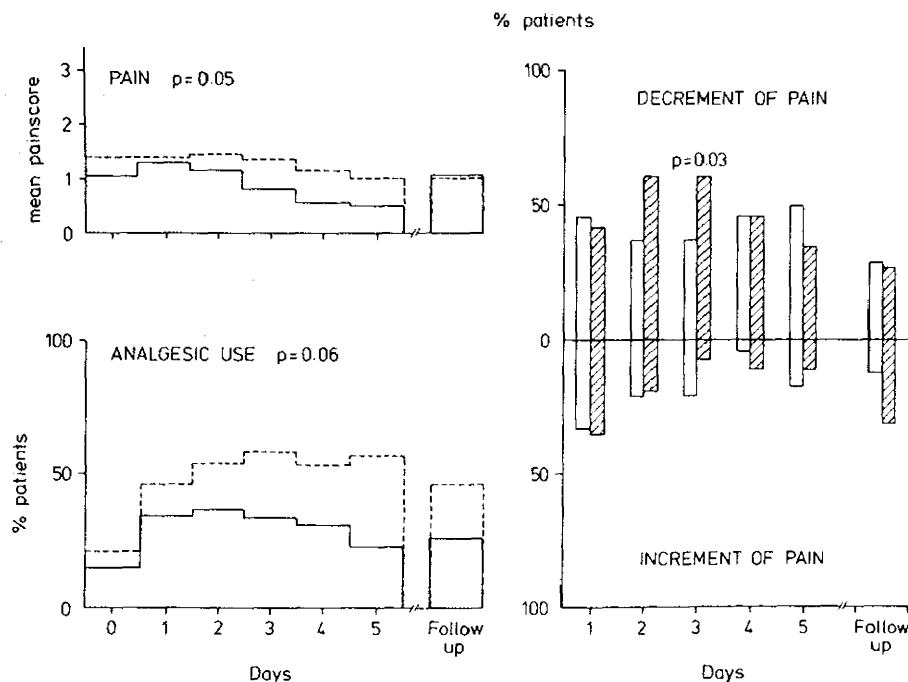 % patients
PAIN p=0.05
mean painscore
3
2
1
0
ANALGESIC USE p=0.06
% patients
100
50
0
0 1 2 3 4 5 Follow up
Days
DECREMENT OF PAIN
p=0.03
100
50
0
50
100
INCREMENT OF PAIN
1 2 3 4 5 Follow up
Days